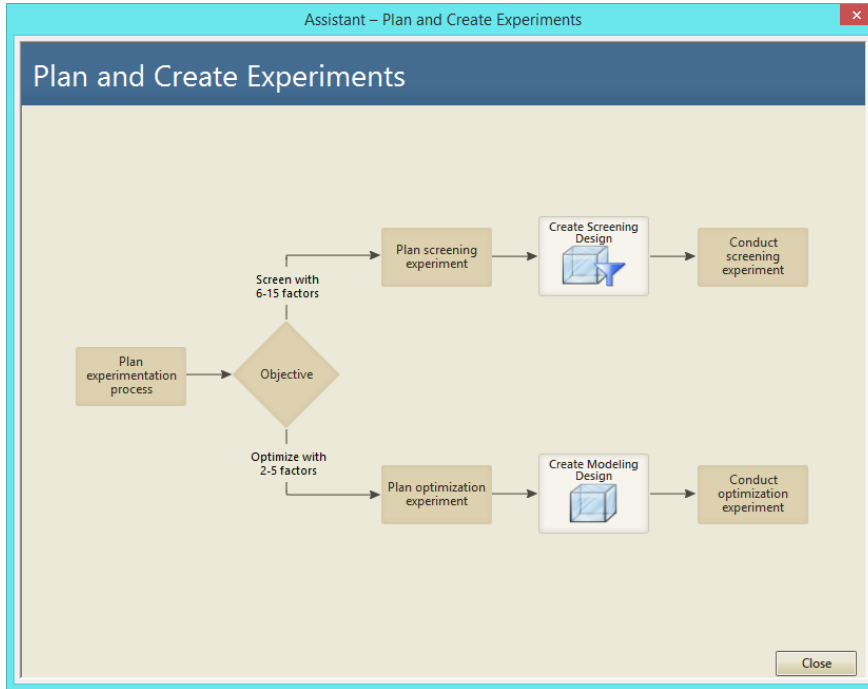 Assistant – Plan and Create Experiments
Plan and Create Experiments
Plan
experimentation
process
Objective
Screen with
6-15 factors
Plan screening
experiment
Create Screening
Design
Conduct
screening
experiment
Optimize with
2-5 factors
Plan optimization
experiment
Create Modeling
Design
Conduct
optimization
experiment
Close